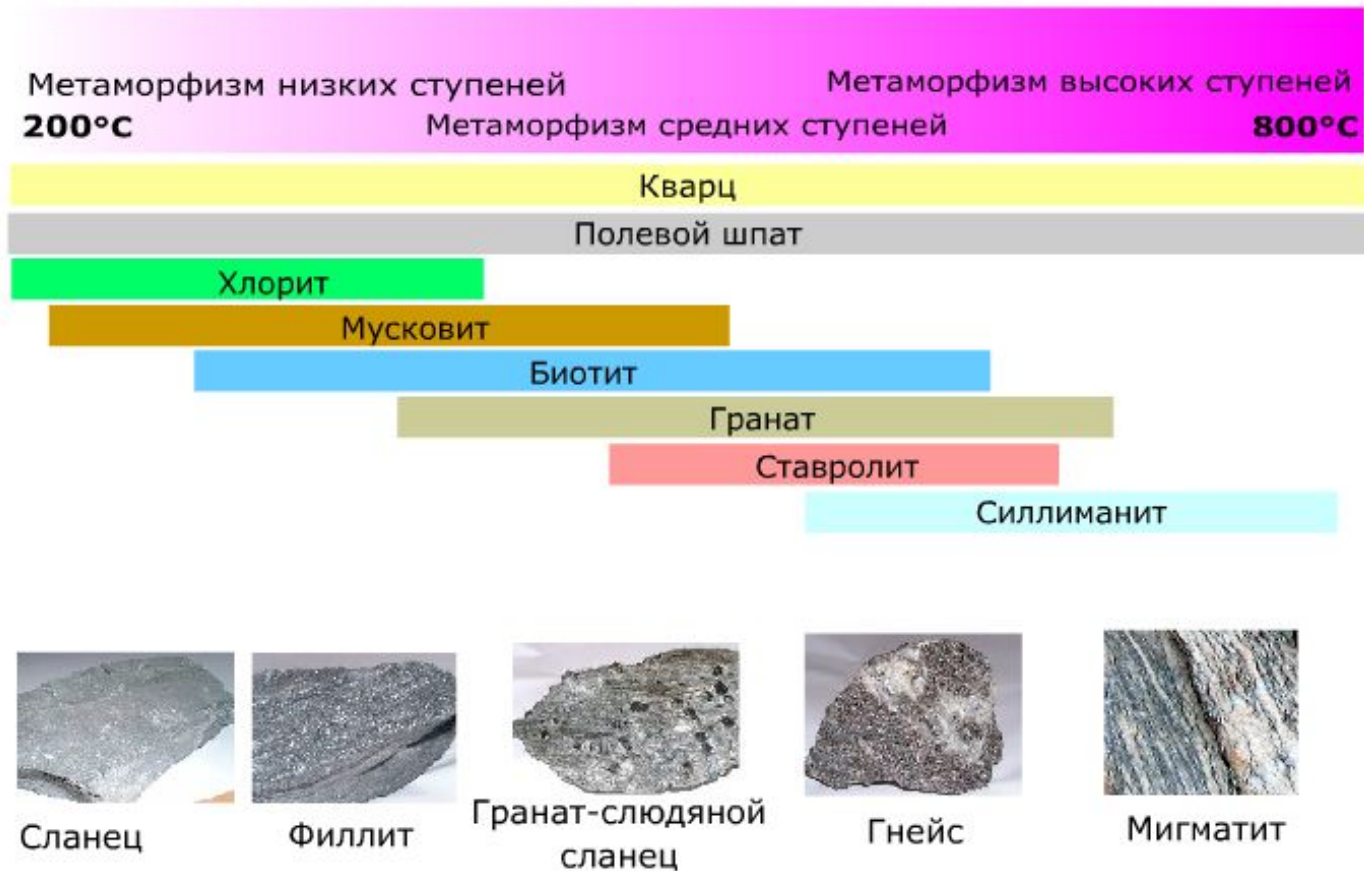 Метаморфизм низких ступеней
Метаморфизм высоких ступеней
200°C
Метаморфизм средних ступеней
800°C
Кварц
Полевой шпат
Хлорит
Мусковит
Биотит
Гранат
Ставролит
Силлиманит
Сланец
Филлит
Гранат-слюдяной
сланец
Гнейс
Мигматит